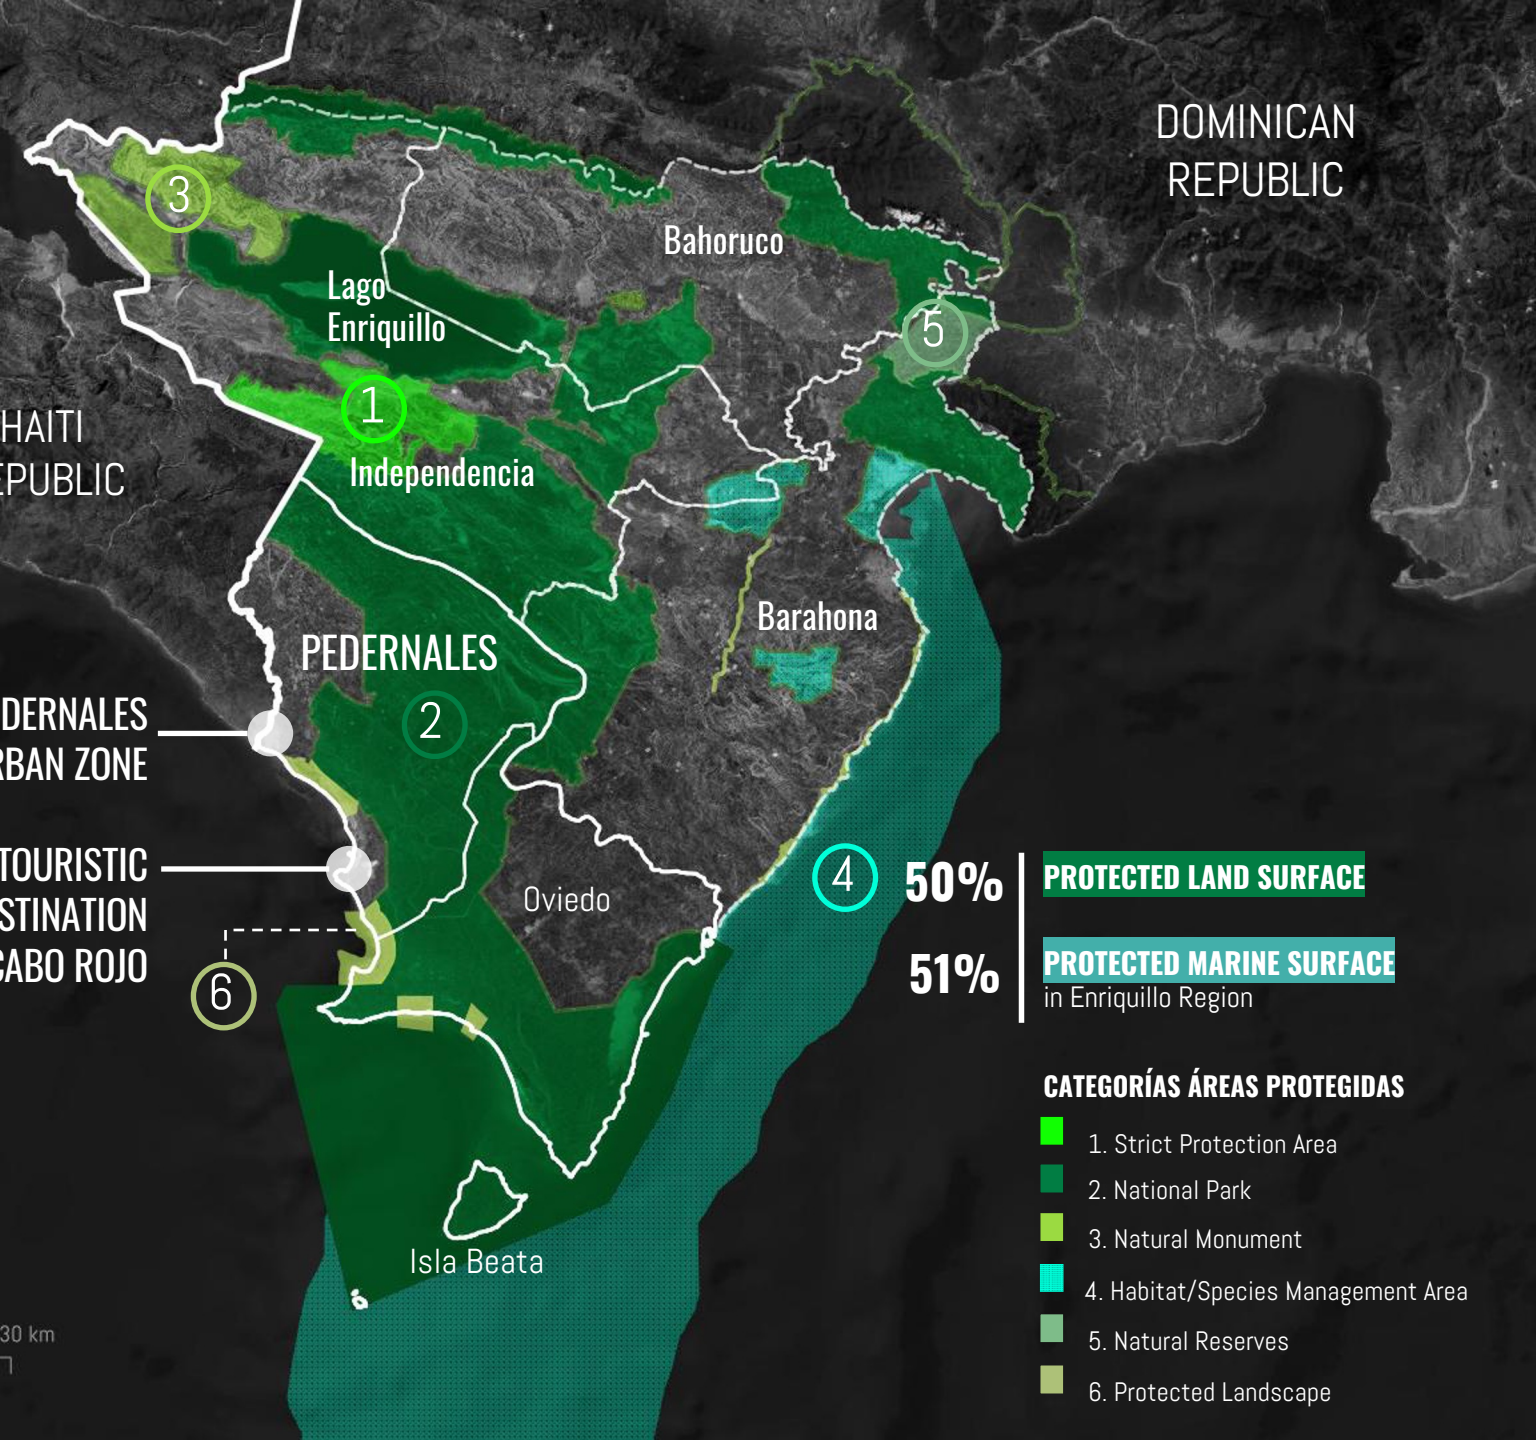 DOMINICAN
REPUBLIC
3
Bahoruco
Lago
Enriquillo
5
1
HAITI
EPUBLIC
Independencia
Barahona
PEDERNALES
2
DERNALES
RBAN ZONE
TOURISTIC
STINATION
CABO ROJO
Oviedo
4
50%
PROTECTED LAND SURFACE
51%
PROTECTED MARINE SURFACE
in Enriquillo Region
6
Isla Beata
CATEGORÍAS ÁREAS PROTEGIDAS
1. Strict Protection Area
2. National Park
3. Natural Monument
4. Habitat/Species Management Area
5. Natural Reserves
6. Protected Landscape
30 km